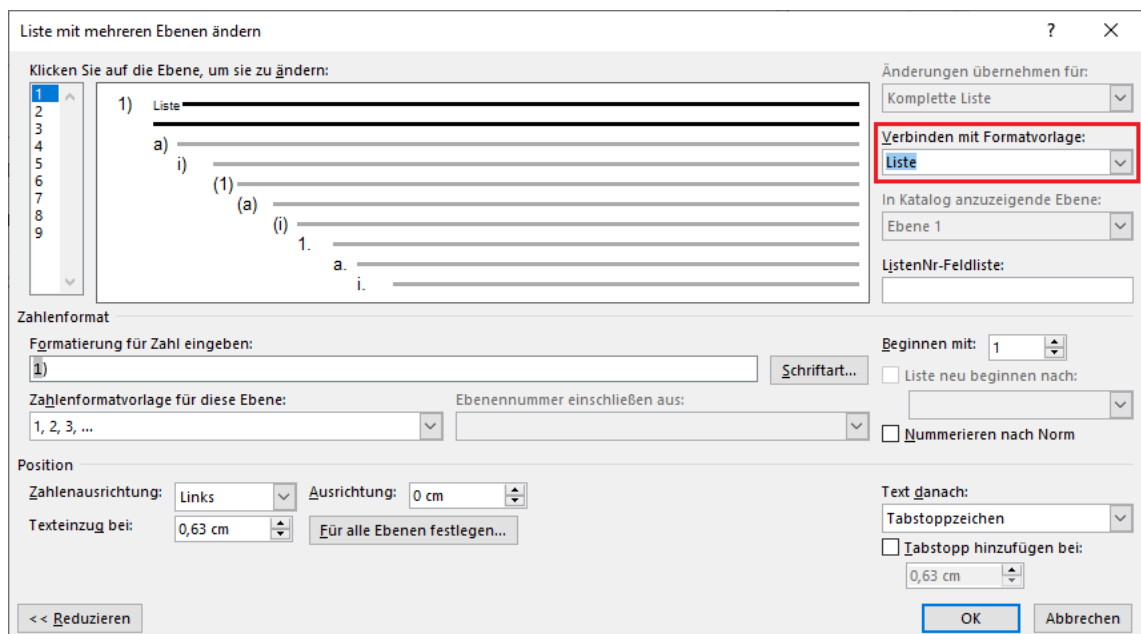 Liste mit mehreren Ebenen ändern ? ×
Klicken Sie auf die Ebene, um sie zu ändern:
1
2
3
4
5
6
7
8
9
1) Liste
a)
i)
(1)
(a)
(i)
1.
a.
i.
Änderungen übernehmen für:
Komplette Liste
Verbinden mit Formatvorlage:
Liste
In Katalog anzuzeigende Ebene:
Ebene 1
ListenNr-Feldliste:
Zahlenformat
Formatierung für Zahl eingeben:
1)
Schriftart...
Zahlenformatvorlage für diese Ebene:
1, 2, 3, ...
Ebenennummer einschließen aus:
Beginnen mit: 1
Liste neu beginnen nach:
Nummerieren nach Norm
Position
Zahlenausrichtung: Links
Ausrichtung: 0 cm
Texteinzug bei: 0,63 cm
Für alle Ebenen festlegen...
Text danach:
Tabstoppzeichen
Tabstopp hinzufügen bei:
0,63 cm
<< Reduzieren
OK
Abbrechen